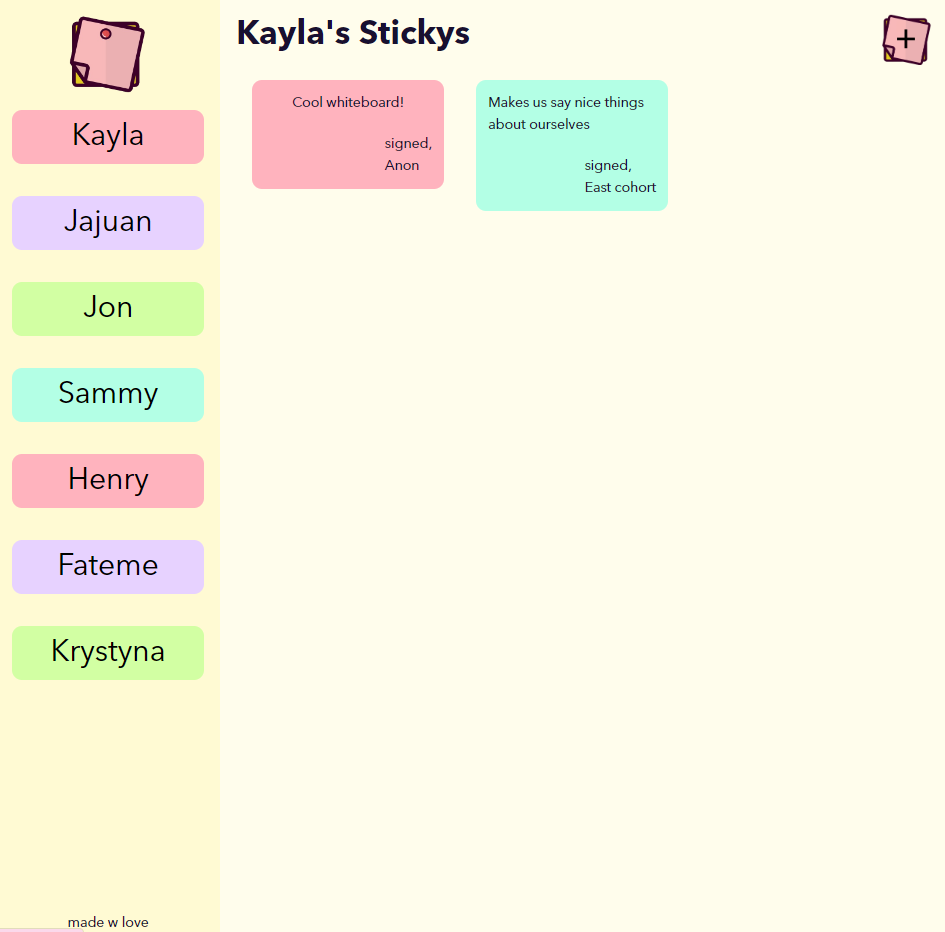 Kayla's Stickys
Kayla
Jajuan
Jon
Sammy
Henry
Fateme
Krystyna
made w love
Cool whiteboard!
signed,
Anon
Makes us say nice things
about ourselves
signed,
East cohort